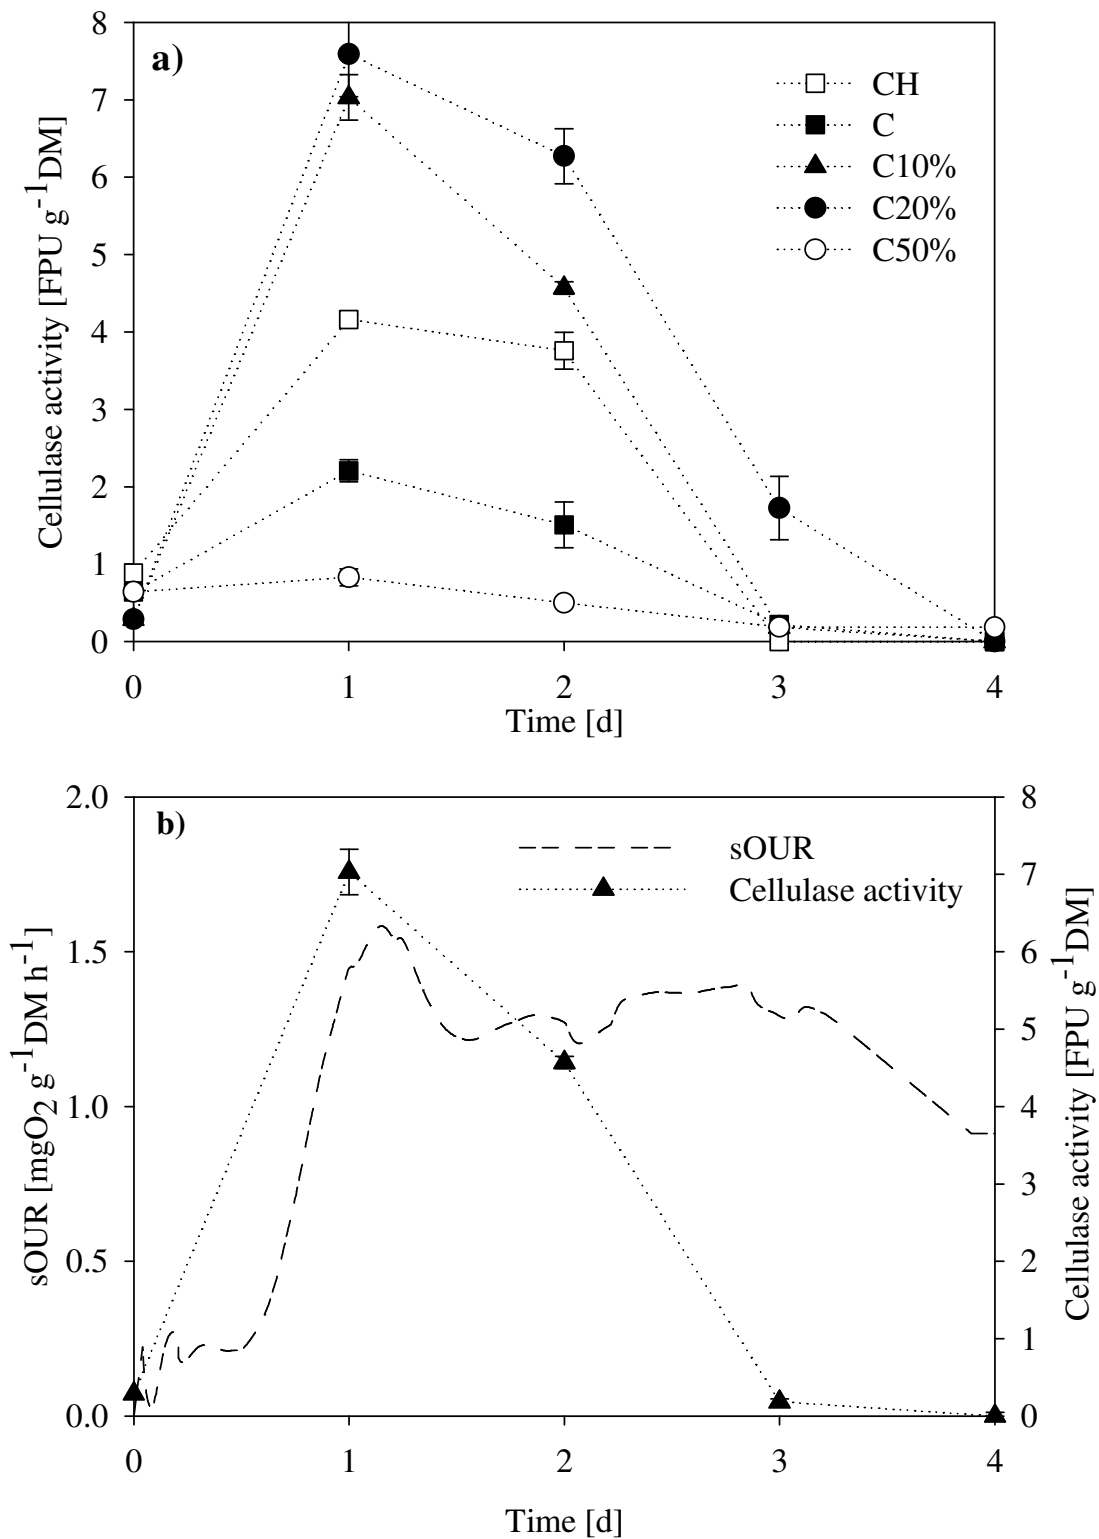 a)
8
7
6
5
4
3
2
1
0
Cellulase activity [FPU g-1DM]
CH
C
C10%
C20%
C50%
0 1 2 3 4
Time [d]
b)
2.0
1.5
1.0
0.5
0.0
sOUR [mgO2 g-1DM h-1]
sOUR
Cellulase activity
8
7
6
5
4
3
2
1
0
Cellulase activity [FPU g-1DM]
0 1 2 3 4
Time [d]